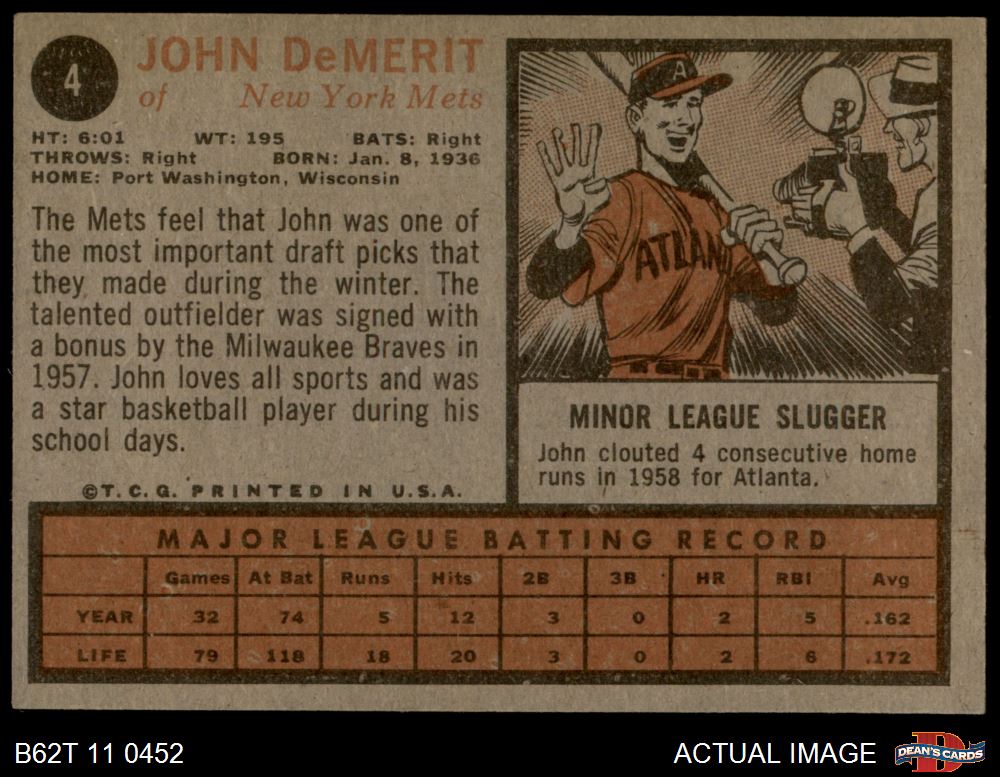 4
JOHN DeMERIT
of New York Mets
HT: 6:01 WT: 195 BATS: Right
THROWS: Right BORN: Jan. 8, 1936
HOME: Port Washington, Wisconsin
The Mets feel that John was one of
the most important draft picks that
they made during the winter. The
talented outfielder was signed with
a bonus by the Milwaukee Braves in
1957. John loves all sports and was
a star basketball player during his
school days.
©T.C.G. PRINTED IN U.S.A.
A
ATLAN
MINOR LEAGUE SLUGGER
John clouted 4 consecutive home
runs in 1958 for Atlanta.
MAJOR LEAGUE BATTING RECORD
Games At Bat Runs Hits 2B 3B HR RBI Avg
YEAR 32 74 5 12 3 0 2 5 .162
LIFE 79 118 18 20 3 0 2 6 .172
B62T 11 0452 ACTUAL IMAGE
D
DEAN'S CARDS